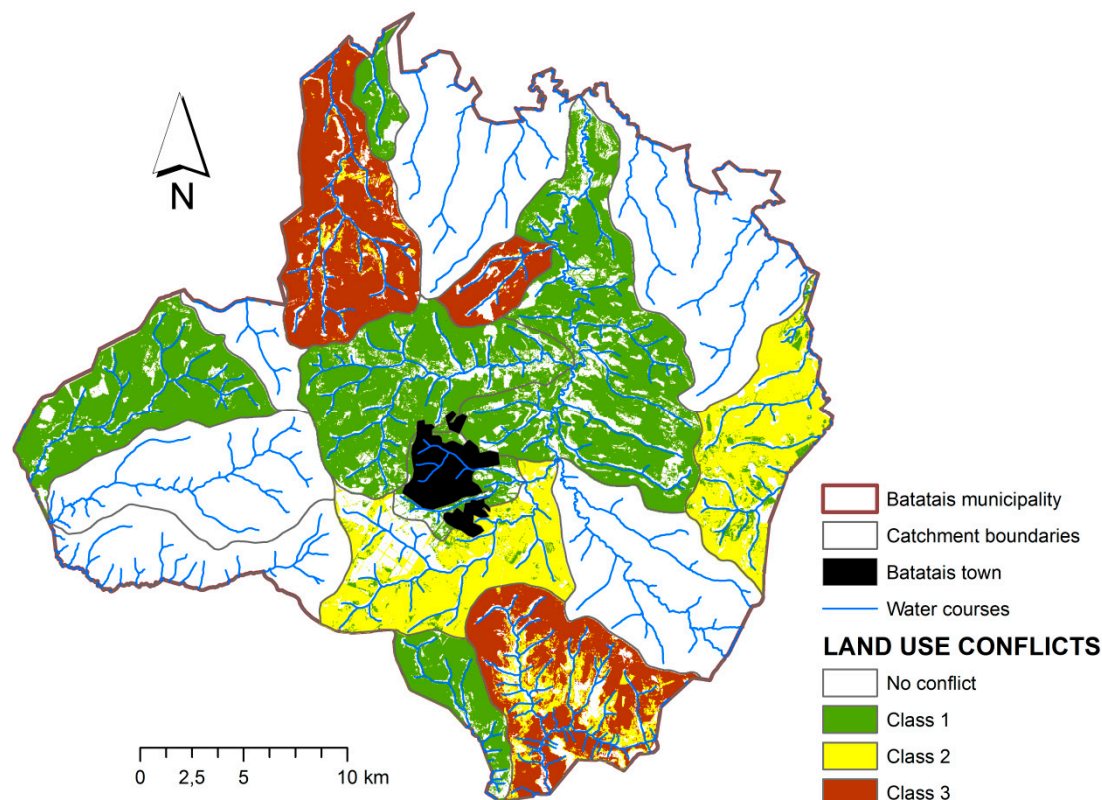 N
Batatais municipality
Catchment boundaries
Batatais town
Water courses
LAND USE CONFLICTS
No conflict
Class 1
Class 2
Class 3
0 2,5 5 10 km